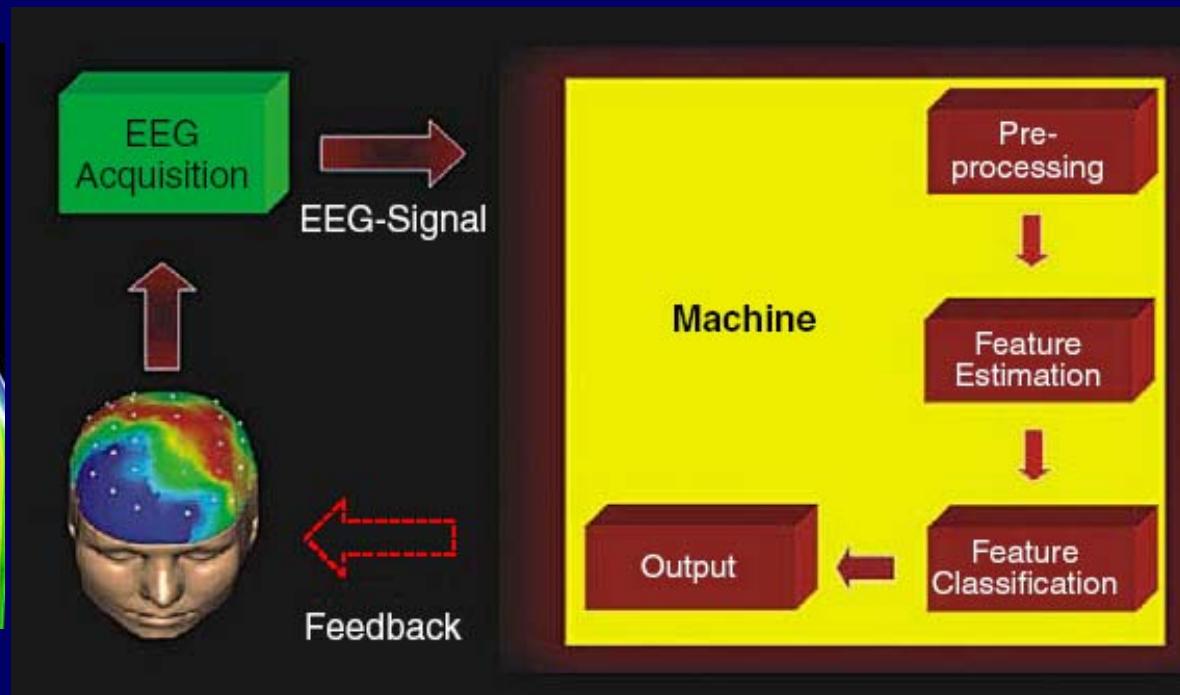 EEG
Acquisition
EEG-Signal
Pre-
processing
Machine
Feature
Estimation
Feature
Classification
Output
Feedback